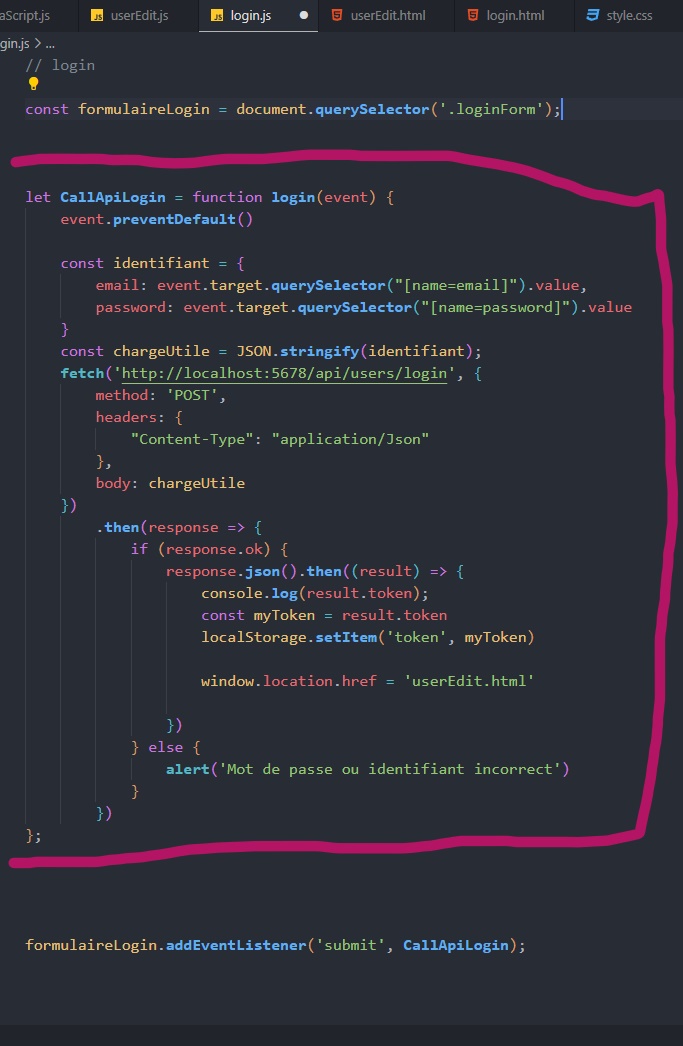 aScript.js userEdit.js login.js userEdit.html login.html style.css
gin.js > ...
// login
const formulaireLogin = document.querySelector('.loginForm');
let CallApiLogin = function login(event) {
event.preventDefault()
const identifiant = {
email: event.target.querySelector("[name=email]").value,
password: event.target.querySelector("[name=password]").value
}
const chargeUtile = JSON.stringify(identifiant);
fetch('http://localhost:5678/api/users/login', {
method: 'POST',
headers: {
"Content-Type": "application/Json"
},
body: chargeUtile
})
.then(response => {
if (response.ok) {
response.json().then((result) => {
console.log(result.token);
const myToken = result.token
localStorage.setItem('token', myToken)
window.location.href = 'userEdit.html'
})
} else {
alert('Mot de passe ou identifiant incorrect')
}
})
};
formulaireLogin.addEventListener('submit', CallApiLogin);